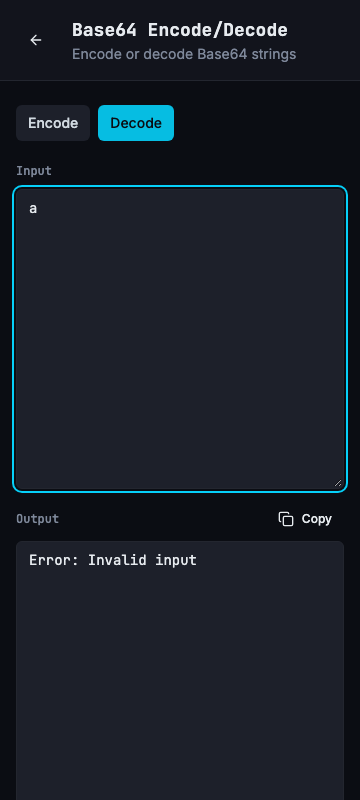 Base64 Encode/Decode
Encode or decode Base64 strings
Encode
Decode
Input
a
Output
Copy
Error: Invalid input